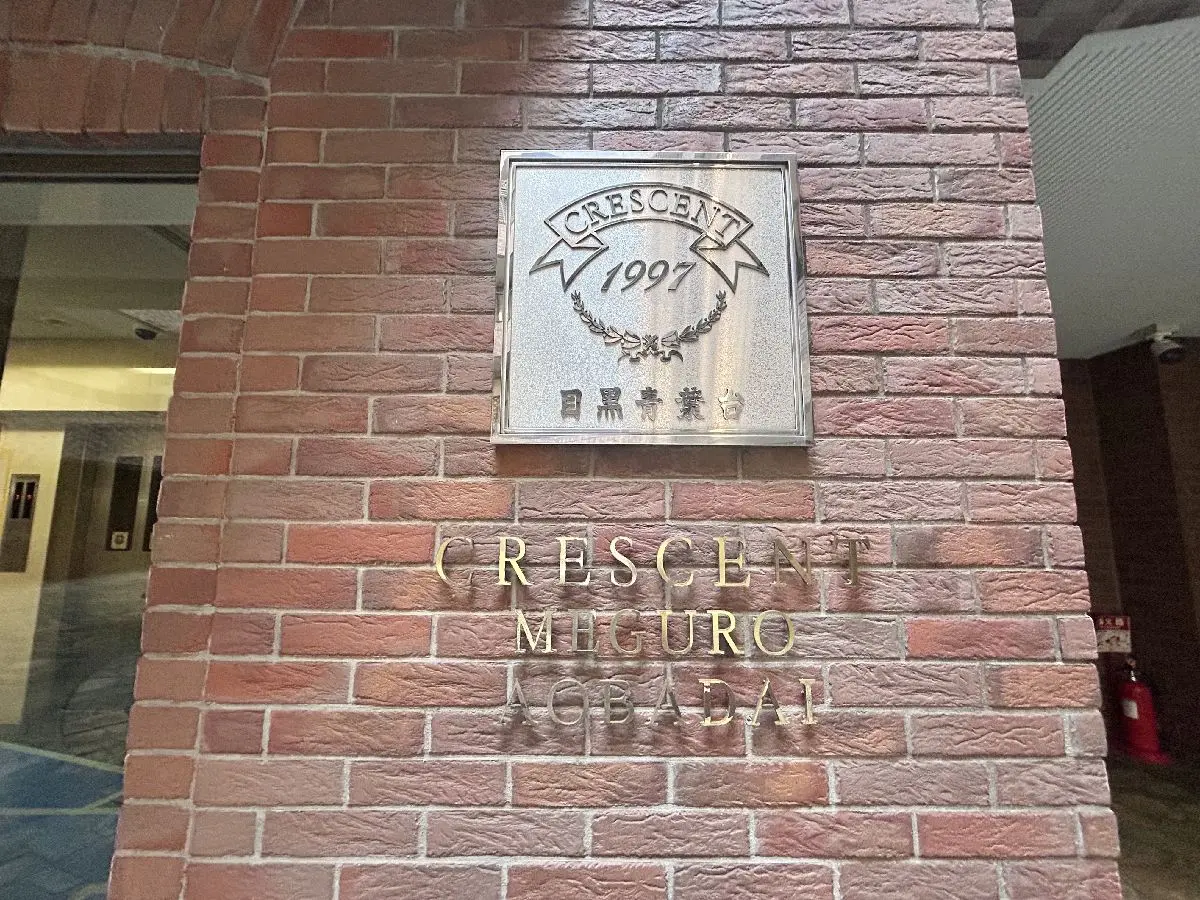 CRESCENT
1997
目黒青葉台
CRESCENT
MEGURO
AOBADAI